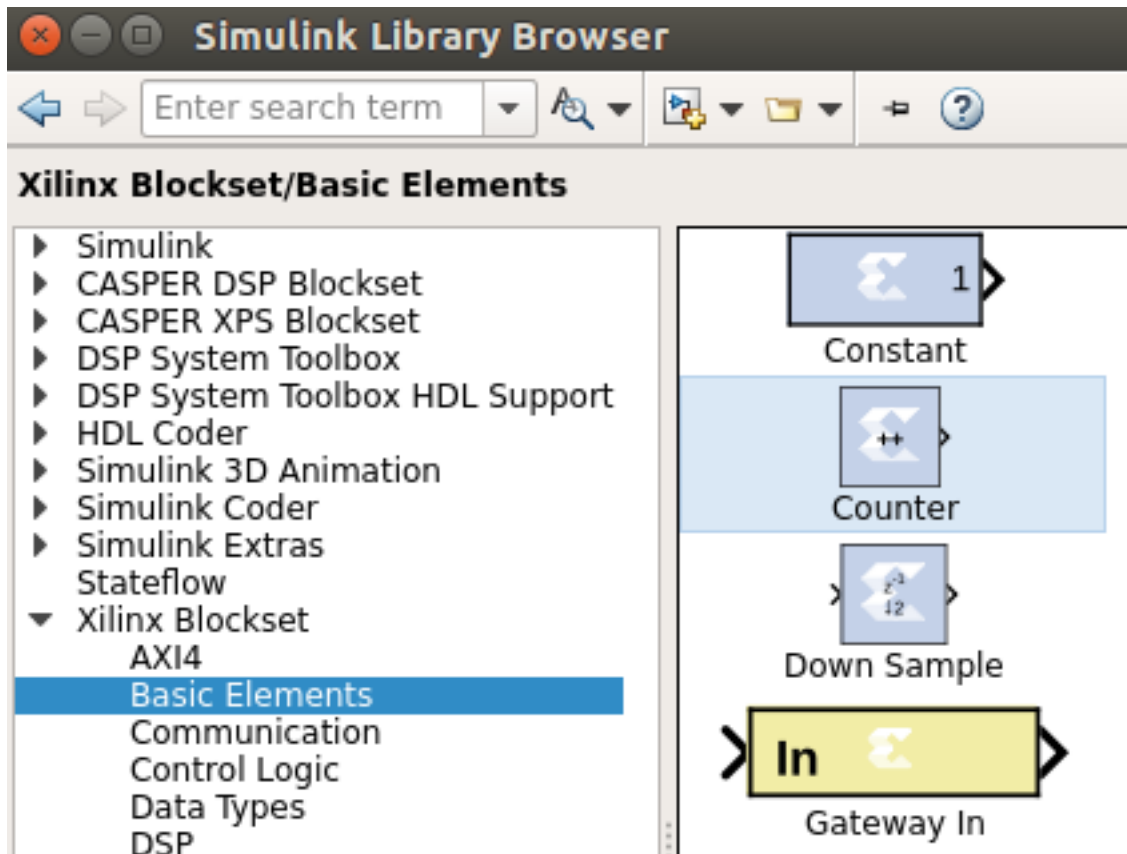 Simulink Library Browser
Enter search term
Xilinx Blockset/Basic Elements
Simulink
CASPER DSP Blockset
CASPER XPS Blockset
DSP System Toolbox
DSP System Toolbox HDL Support
HDL Coder
Simulink 3D Animation
Simulink Coder
Simulink Extras
Stateflow
Xilinx Blockset
AXI4
Basic Elements
Communication
Control Logic
Data Types
DSP
1
Constant
++
Counter
z⁻¹
↓2
Down Sample
In
Gateway In